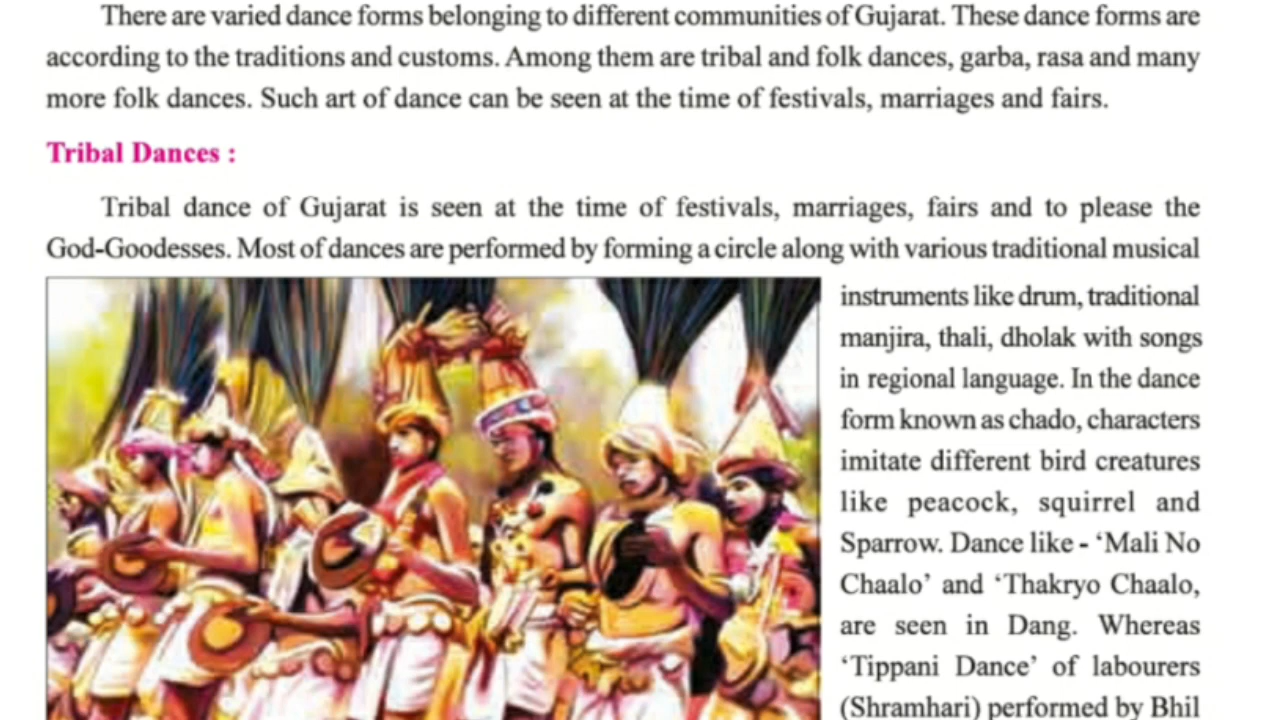 There are varied dance forms belonging to different communities of Gujarat. These dance forms are
according to the traditions and customs. Among them are tribal and folk dances, garba, rasa and many
more folk dances. Such art of dance can be seen at the time of festivals, marriages and fairs.
Tribal Dances :
Tribal dance of Gujarat is seen at the time of festivals, marriages, fairs and to please the
God-Goodesses. Most of dances are performed by forming a circle along with various traditional musical
instruments like drum, traditional
manjira, thali, dholak with songs
in regional language. In the dance
form known as chado, characters
imitate different bird creatures
like peacock, squirrel and
Sparrow. Dance like - ‘Mali No
Chaalo’ and ‘Thakryo Chaalo,
are seen in Dang. Whereas
‘Tippani Dance’ of labourers
(Shramhari) performed by Bhil